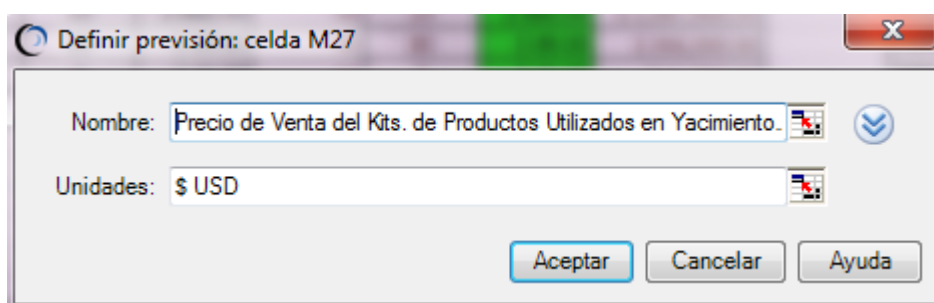 Definir previsión: celda M27
Nombre: Precio de Venta del Kits. de Productos Utilizados en Yacimiento.
Unidades: $ USD
Aceptar Cancelar Ayuda